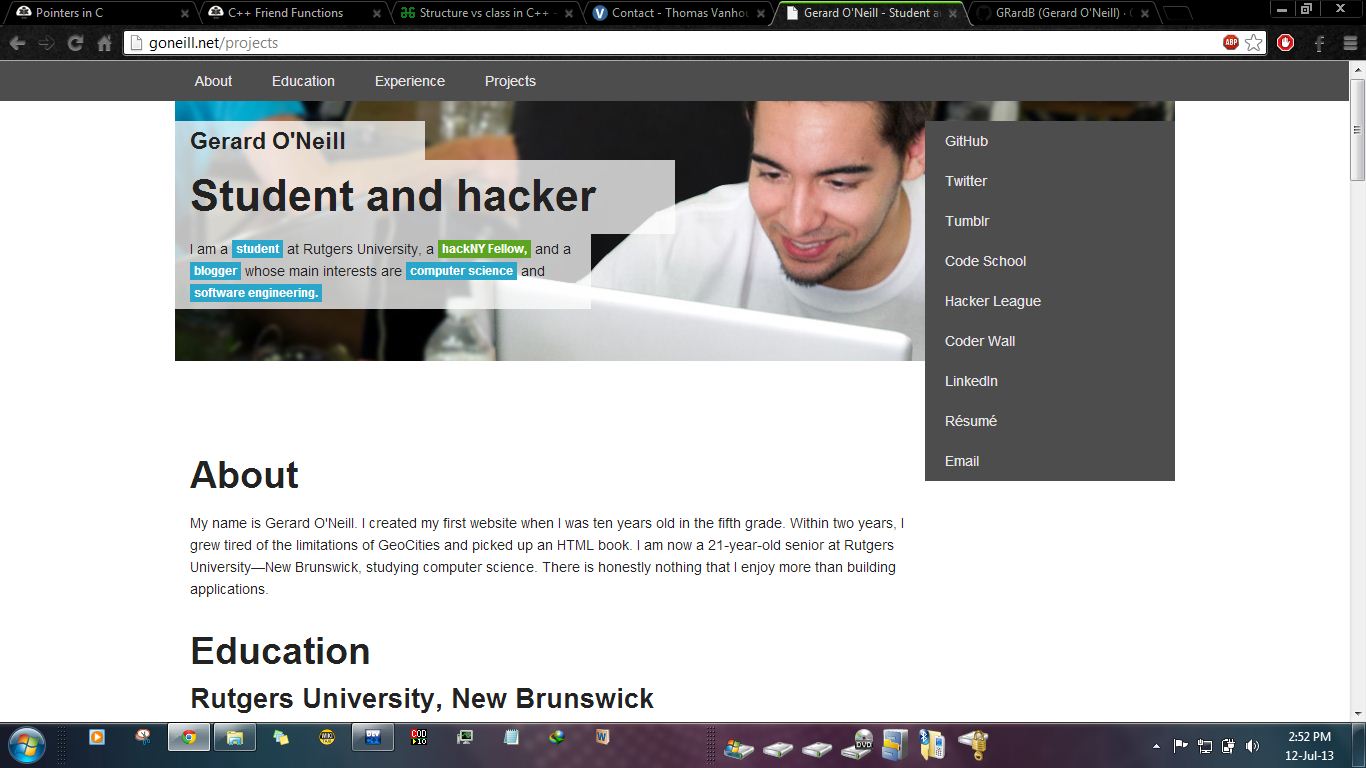 Pointers in C
C++ Friend Functions
Structure vs class in C++ -
Contact - Thomas Vanhou
Gerard O'Neill - Student a
GRardB (Gerard O'Neill) ·
goneill.net/projects
ABP
About Education Experience Projects
Gerard O'Neill
Student and hacker
I am a student at Rutgers University, a hackNY Fellow, and a
blogger whose main interests are computer science and
software engineering.
GitHub
Twitter
Tumblr
Code School
Hacker League
Coder Wall
LinkedIn
Résumé
Email
About
My name is Gerard O'Neill. I created my first website when I was ten years old in the fifth grade. Within two years, I
grew tired of the limitations of GeoCities and picked up an HTML book. I am now a 21-year-old senior at Rutgers
University—New Brunswick, studying computer science. There is honestly nothing that I enjoy more than building
applications.
Education
Rutgers University, New Brunswick
DVD
2:52 PM
12-Jul-13